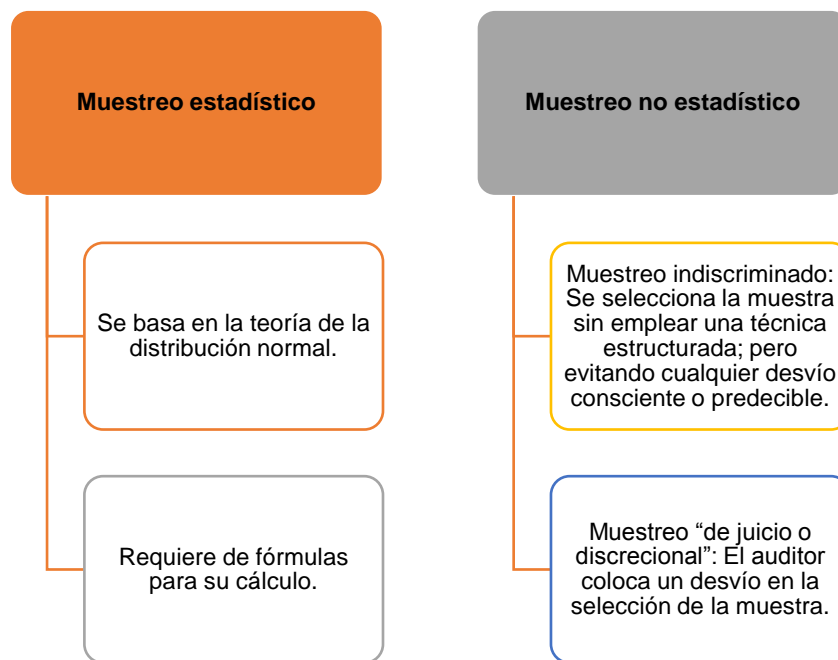 Muestreo estadístico
Se basa en la teoría de la
distribución normal.
Requiere de fórmulas
para su cálculo.
Muestreo no estadístico
Muestreo indiscriminado:
Se selecciona la muestra
sin emplear una técnica
estructurada; pero
evitando cualquier desvío
consciente o predecible.
Muestreo “de juicio o
discrecional”: El auditor
coloca un desvío en la
selección de la muestra.